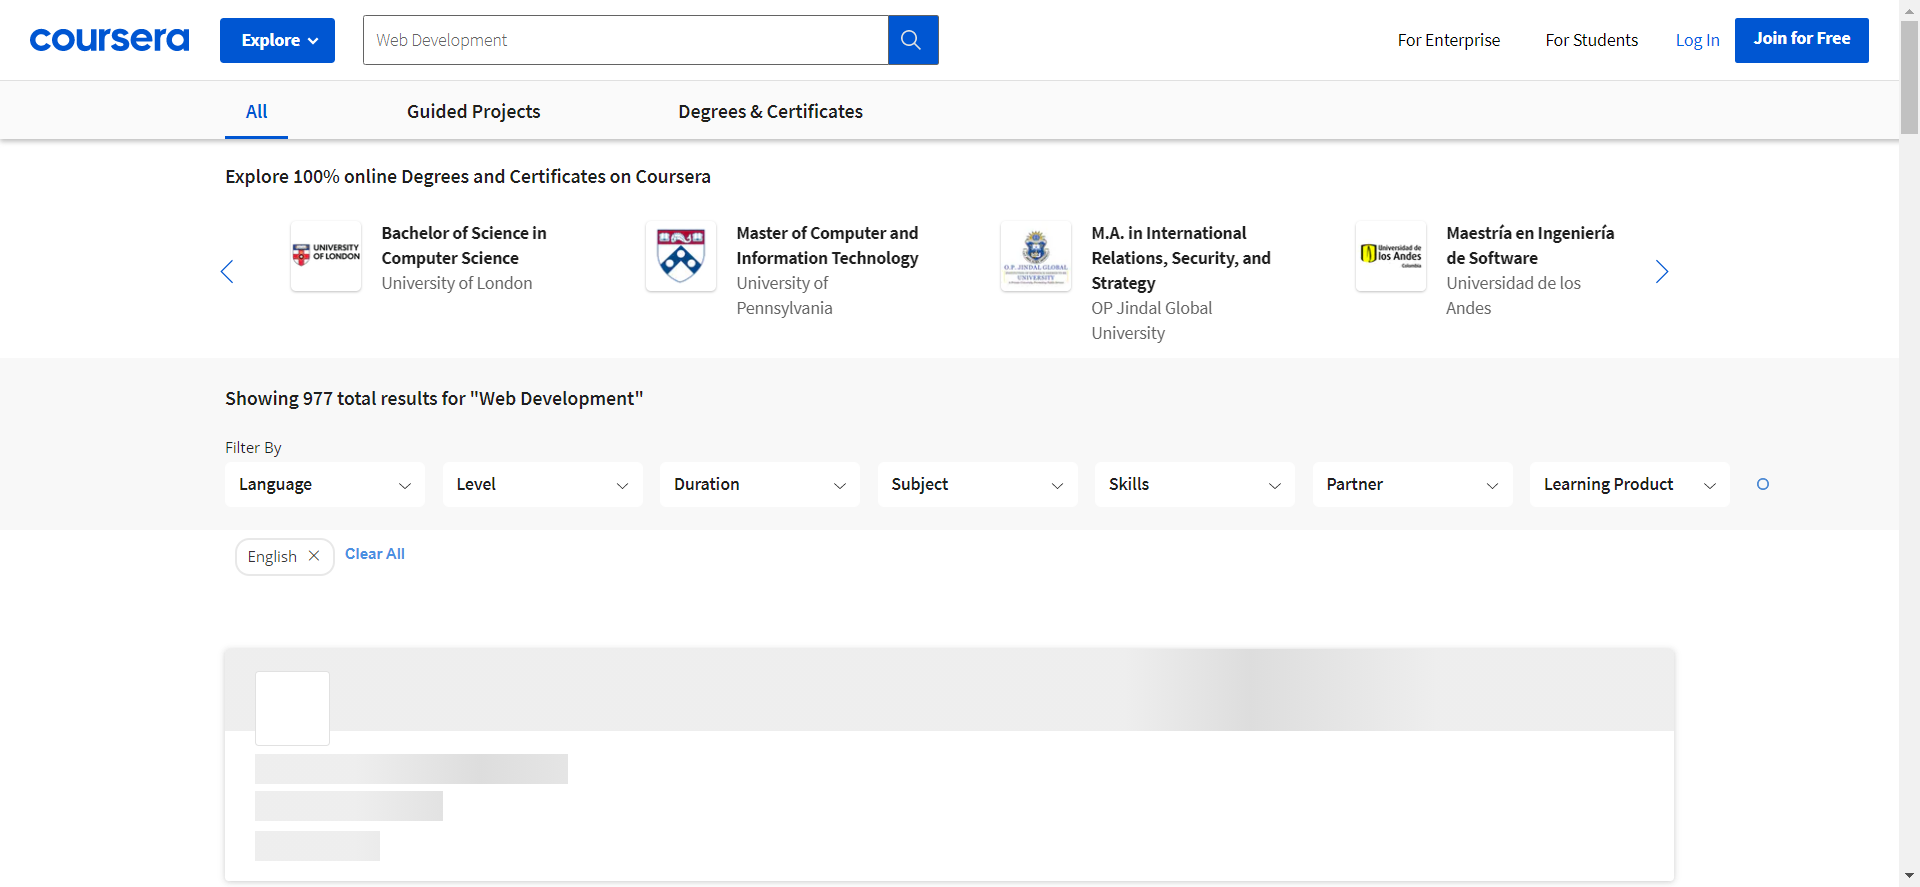 coursera
Explore
Web Development
For Enterprise
For Students
Log In
Join for Free
All
Guided Projects
Degrees & Certificates
Explore 100% online Degrees and Certificates on Coursera
UNIVERSITY
OF LONDON
Bachelor of Science in
Computer Science
University of London
Master of Computer and
Information Technology
University of
Pennsylvania
O.P. JINDAL GLOBAL
UNIVERSITY
M.A. in International
Relations, Security, and
Strategy
OP Jindal Global
University
Universidad de
los Andes
Colombia
Maestría en Ingeniería
de Software
Universidad de los
Andes
Showing 977 total results for "Web Development"
Filter By
Language
Level
Duration
Subject
Skills
Partner
Learning Product
English
Clear All